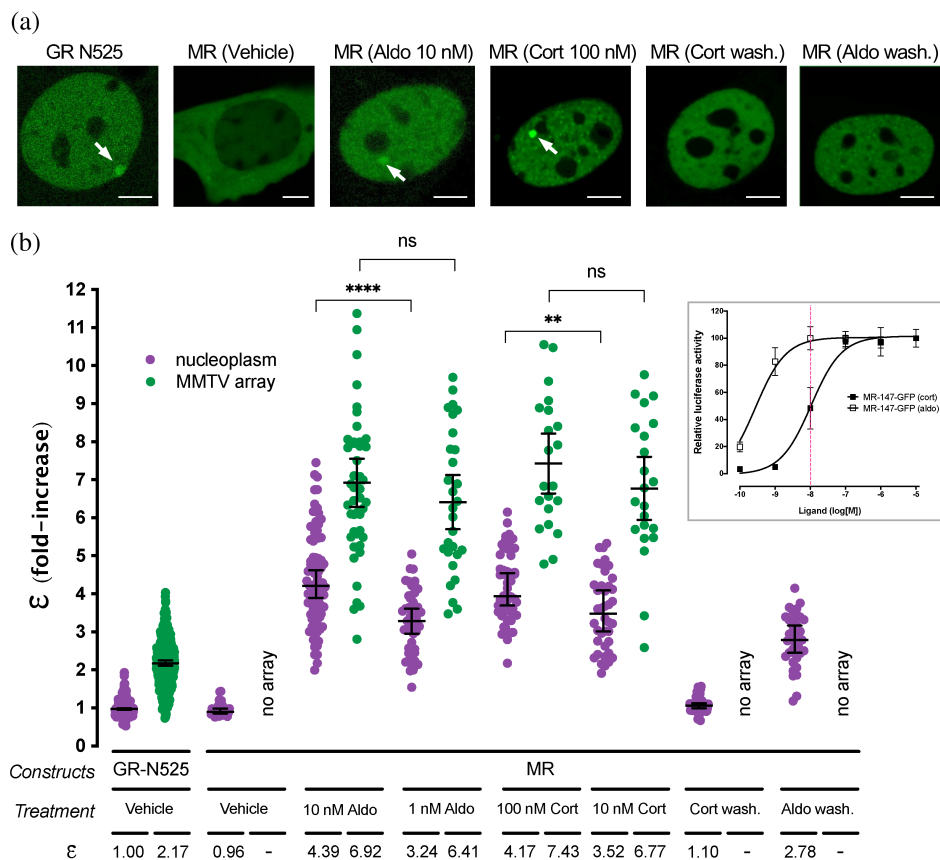 (a)
GR N525 MR (Vehicle) MR (Aldo 10 nM) MR (Cort 100 nM) MR (Cort wash.) MR (Aldo wash.)
(b)
ns
ns
****
**
nucleoplasm
MMTV array
ε (fold-increase)
12
11
10
9
8
7
6
5
4
3
2
1
0
no array
no array
no array
Relative luciferase activity
120
100
80
60
40
20
0
MR-147-GFP (cort)
MR-147-GFP (aldo)
-10 -9 -8 -7 -6 -5
Ligand (log[M])
Constructs GR-N525 MR
Treatment Vehicle Vehicle 10 nM Aldo 1 nM Aldo 100 nM Cort 10 nM Cort Cort wash. Aldo wash.
ε 1.00 2.17 0.96 - 4.39 6.92 3.24 6.41 4.17 7.43 3.52 6.77 1.10 - 2.78 -